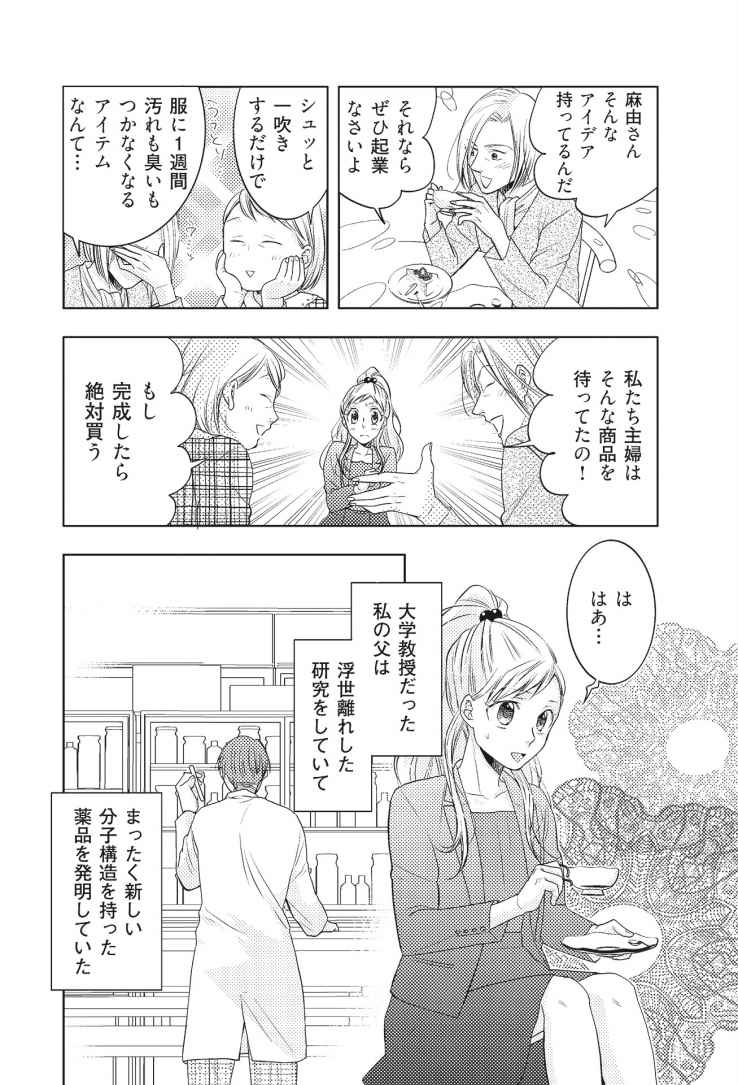 麻由さん
そんな
アイデア
持ってるんだ
それなら
ぜひ起業
なさいよ
シュッと
一吹き
するだけで
うっとり
服に1週間
汚れも臭いも
つかなくなる
アイテム
なんて…
私たち主婦は
そんな商品を
待ってたの!
もし
完成したら
絶対買う
は
はぁ…
大学教授だった
私の父は
浮世離れした
研究をしていて
まったく新しい
分子構造を持った
薬品を発明していた